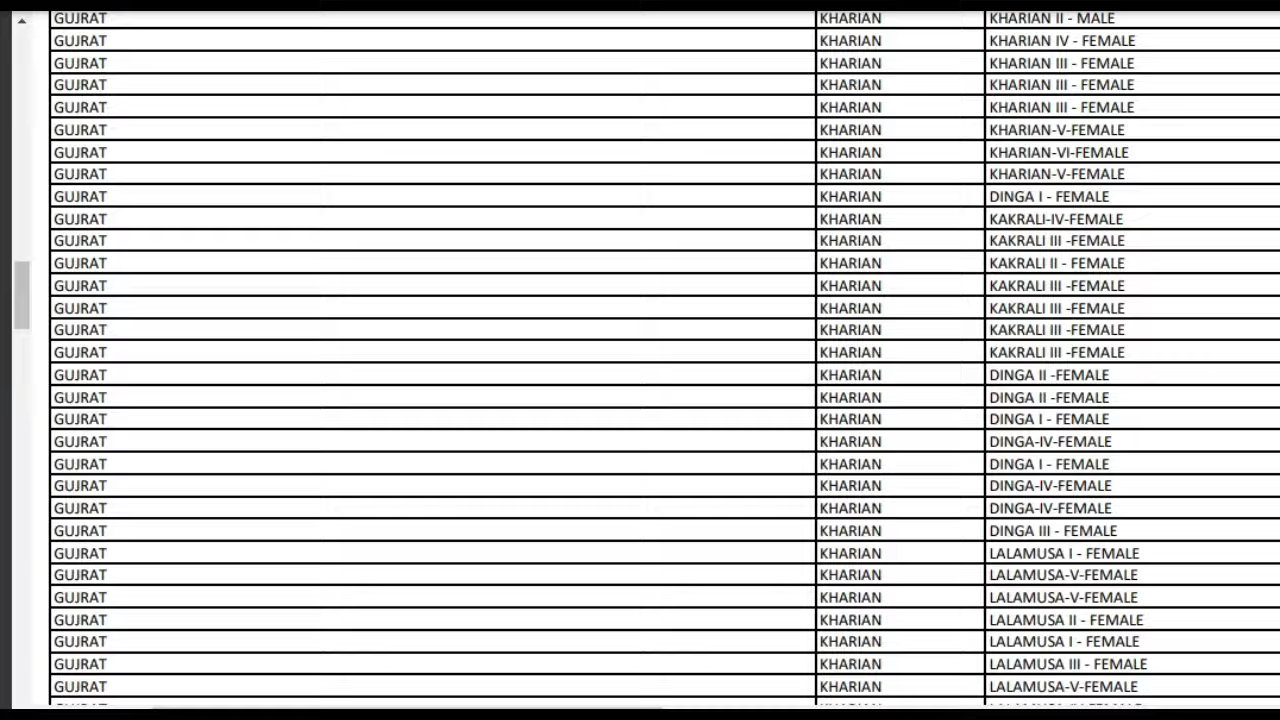 GUJRAT KHARIAN KHARIAN II - MALE
GUJRAT KHARIAN KHARIAN IV - FEMALE
GUJRAT KHARIAN KHARIAN III - FEMALE
GUJRAT KHARIAN KHARIAN III - FEMALE
GUJRAT KHARIAN KHARIAN III - FEMALE
GUJRAT KHARIAN KHARIAN-V-FEMALE
GUJRAT KHARIAN KHARIAN-VI-FEMALE
GUJRAT KHARIAN KHARIAN-V-FEMALE
GUJRAT KHARIAN DINGA I - FEMALE
GUJRAT KHARIAN KAKRALI-IV-FEMALE
GUJRAT KHARIAN KAKRALI III -FEMALE
GUJRAT KHARIAN KAKRALI II - FEMALE
GUJRAT KHARIAN KAKRALI III -FEMALE
GUJRAT KHARIAN KAKRALI III -FEMALE
GUJRAT KHARIAN KAKRALI III -FEMALE
GUJRAT KHARIAN KAKRALI III -FEMALE
GUJRAT KHARIAN DINGA II -FEMALE
GUJRAT KHARIAN DINGA II -FEMALE
GUJRAT KHARIAN DINGA I - FEMALE
GUJRAT KHARIAN DINGA-IV-FEMALE
GUJRAT KHARIAN DINGA I - FEMALE
GUJRAT KHARIAN DINGA-IV-FEMALE
GUJRAT KHARIAN DINGA-IV-FEMALE
GUJRAT KHARIAN DINGA III - FEMALE
GUJRAT KHARIAN LALAMUSA I - FEMALE
GUJRAT KHARIAN LALAMUSA-V-FEMALE
GUJRAT KHARIAN LALAMUSA-V-FEMALE
GUJRAT KHARIAN LALAMUSA II - FEMALE
GUJRAT KHARIAN LALAMUSA I - FEMALE
GUJRAT KHARIAN LALAMUSA III - FEMALE
GUJRAT KHARIAN LALAMUSA-V-FEMALE